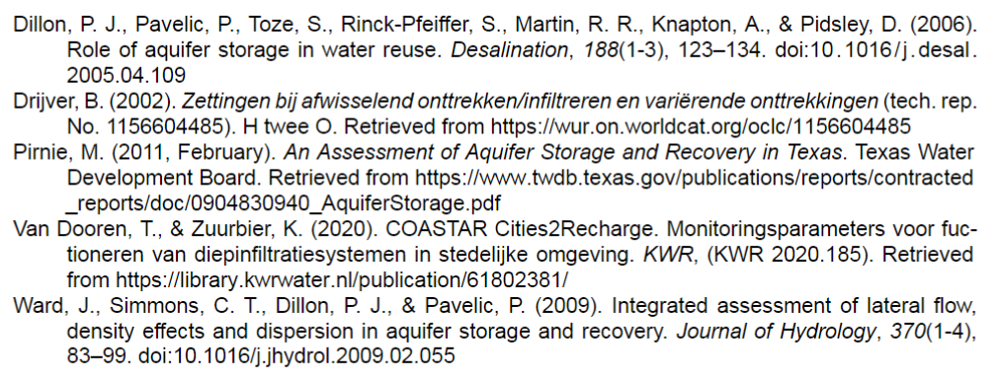 Dillon, P. J., Pavelic, P., Toze, S., Rinck-Pfeiffer, S., Martin, R. R., Knapton, A., & Pidsley, D. (2006).
Role of aquifer storage in water reuse. Desalination, 188(1-3), 123–134. doi:10.1016/j.desal.
2005.04.109
Drijver, B. (2002). Zettingen bij afwisselend onttrekken/infiltreren en variërende onttrekkingen (tech. rep.
No. 1156604485). H twee O. Retrieved from https://wur.on.worldcat.org/oclc/1156604485
Pirnie, M. (2011, February). An Assessment of Aquifer Storage and Recovery in Texas. Texas Water
Development Board. Retrieved from https://www.twdb.texas.gov/publications/reports/contracted
_reports/doc/0904830940_AquiferStorage.pdf
Van Dooren, T., & Zuurbier, K. (2020). COASTAR Cities2Recharge. Monitoringsparameters voor fuc-
tioneren van diepinfiltratiesystemen in stedelijke omgeving. KWR, (KWR 2020.185). Retrieved
from https://library.kwrwater.nl/publication/61802381/
Ward, J., Simmons, C. T., Dillon, P. J., & Pavelic, P. (2009). Integrated assessment of lateral flow,
density effects and dispersion in aquifer storage and recovery. Journal of Hydrology, 370(1-4),
83–99. doi:10.1016/j.jhydrol.2009.02.055